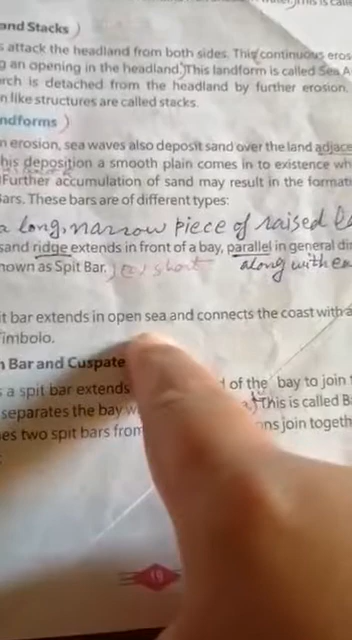 and Stacks)
s attack the headland from both sides. This continuous eros
g an opening in the headland. This landform is called Sea A
rch is detached from the headland by further erosion.
n like structures are called stacks.
ndforms)
n erosion, sea waves also deposit sand over the land adjace
his deposition a smooth plain comes in to existence wh
Further accumulation of sand may result in the formati
Bars. These bars are of different types:
a long, narrow piece of raised la
sand ridge extends in front of a bay, parallel in general di
nown as Spit Bar.) short along with ea
it bar extends in open sea and connects the coast with a
Timbolo.
n Bar and Cuspate
s a spit bar extends of the bay to join
separates the bay This is called B
es two spit bars from ns join togeth